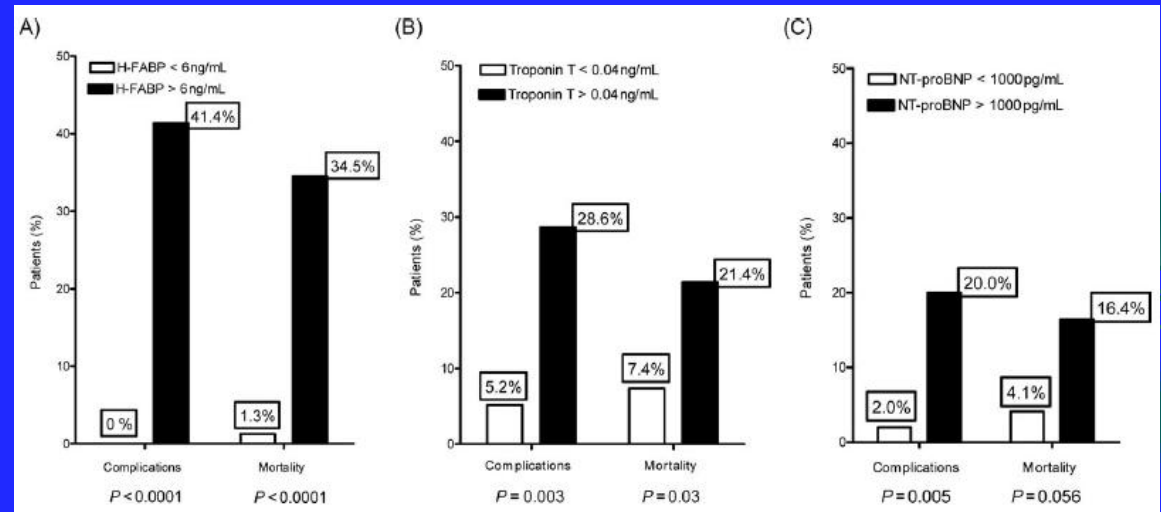 A)
H-FABP < 6ng/mL
H-FABP > 6ng/mL
50
40
30
20
10
0
Patients (%)
0 %
41.4%
1.3%
34.5%
Complications
Mortality
P<0.0001
P<0.0001
(B)
Troponin T < 0.04ng/mL
Troponin T > 0.04ng/mL
50
40
30
20
10
0
Patients (%)
5.2%
28.6%
7.4%
21.4%
Complications
Mortality
P=0.003
P=0.03
(C)
NT-proBNP < 1000pg/mL
NT-proBNP > 1000pg/mL
50
40
30
20
10
0
Patients (%)
2.0%
20.0%
4.1%
16.4%
Complications
Mortality
P=0.005
P=0.056